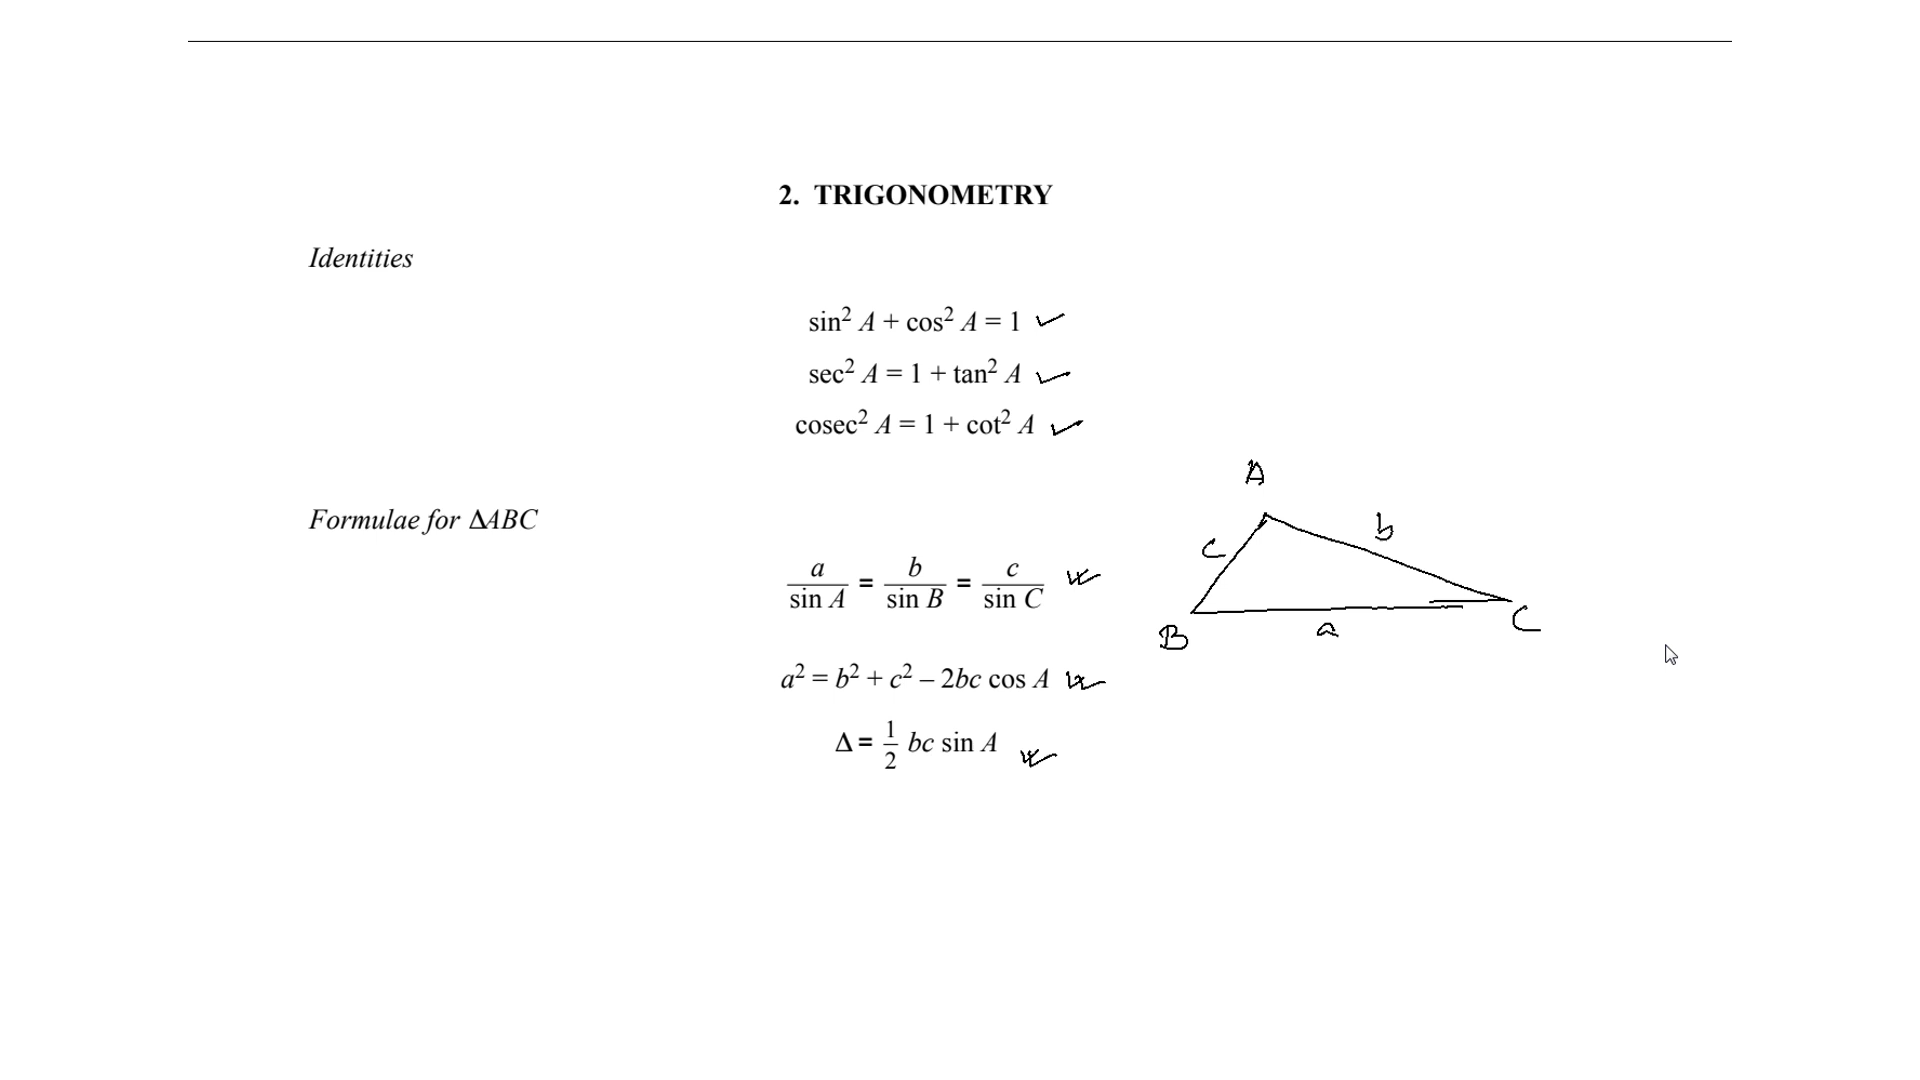 2. TRIGONOMETRY
Identities
sin² A + cos² A = 1
sec² A = 1 + tan² A
cosec² A = 1 + cot² A
Formulae for ΔABC
a/sin A = b/sin B = c/sin C
a² = b² + c² – 2bc cos A
Δ = 1/2 bc sin A
A
b
c
B
a
C